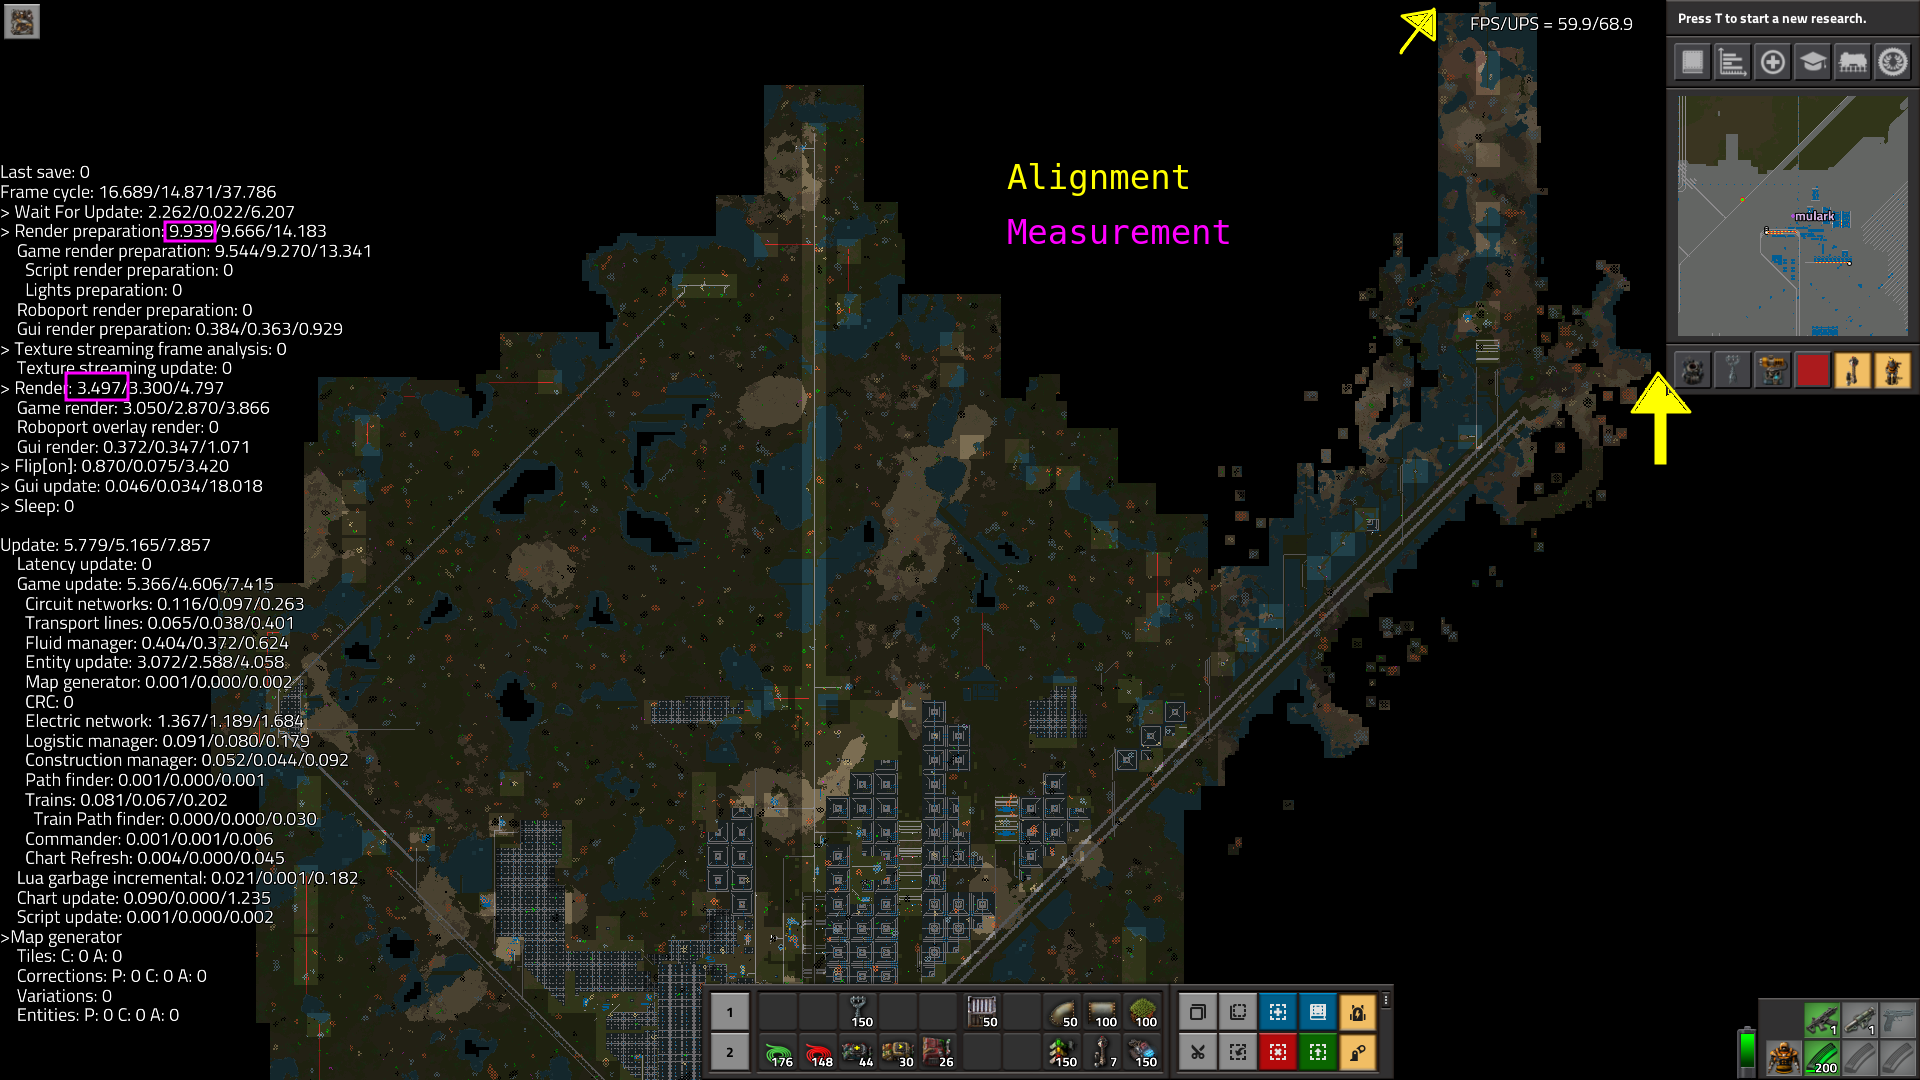 FPS/UPS = 59.9/68.9
Press T to start a new research.
Alignment
Measurement
mulark
Last save: 0
Frame cycle: 16.689/14.871/37.786
> Wait For Update: 2.262/0.022/6.207
> Render preparation: 9.939/9.666/14.183
Game render preparation: 9.544/9.270/13.341
Script render preparation: 0
Lights preparation: 0
Roboport render preparation: 0
Gui render preparation: 0.384/0.363/0.929
> Texture streaming frame analysis: 0
Texture streaming update: 0
> Render: 3.497/3.300/4.797
Game render: 3.050/2.870/3.866
Roboport overlay render: 0
Gui render: 0.372/0.347/1.071
> Flip[on]: 0.870/0.075/3.420
> Gui update: 0.046/0.034/18.018
> Sleep: 0
Update: 5.779/5.165/7.857
Latency update: 0
Game update: 5.366/4.606/7.415
Circuit networks: 0.116/0.097/0.263
Transport lines: 0.065/0.038/0.401
Fluid manager: 0.404/0.372/0.624
Entity update: 3.072/2.588/4.058
Map generator: 0.001/0.000/0.002
CRC: 0
Electric network: 1.367/1.189/1.684
Logistic manager: 0.091/0.080/0.179
Construction manager: 0.052/0.044/0.092
Path finder: 0.001/0.000/0.001
Trains: 0.081/0.067/0.202
Train Path finder: 0.000/0.000/0.030
Commander: 0.001/0.001/0.006
Chart Refresh: 0.004/0.000/0.045
Lua garbage incremental: 0.021/0.001/0.182
Chart update: 0.090/0.000/1.235
Script update: 0.001/0.000/0.002
>Map generator
Tiles: C: 0 A: 0
Corrections: P: 0 C: 0 A: 0
Variations: 0
Entities: P: 0 C: 0 A: 0
1 150 50 50 100 100
2 176 148 44 30 26 150 7 150
1 1
200